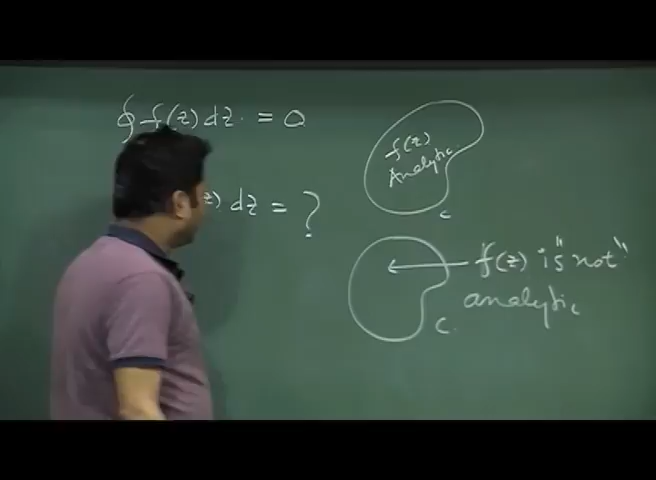 ∮ f(z) dz = 0
f(z)
Analytic
C
z) dz = ?
f(z) is "not"
analytic
C.